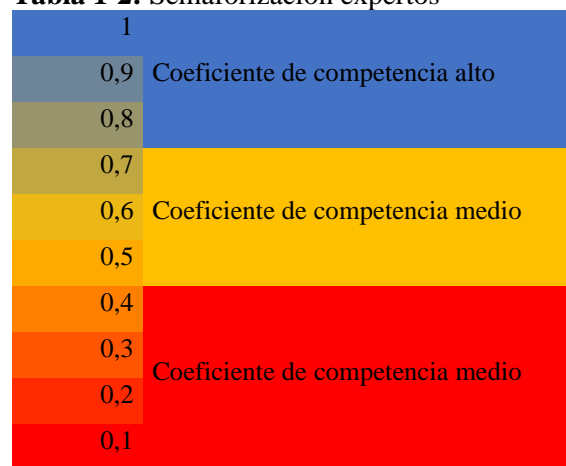 Tabla 1-2: Semaforización expertos
1
0,9 Coeficiente de competencia alto
0,8
0,7
0,6 Coeficiente de competencia medio
0,5
0,4
0,3
Coeficiente de competencia medio
0,2
0,1